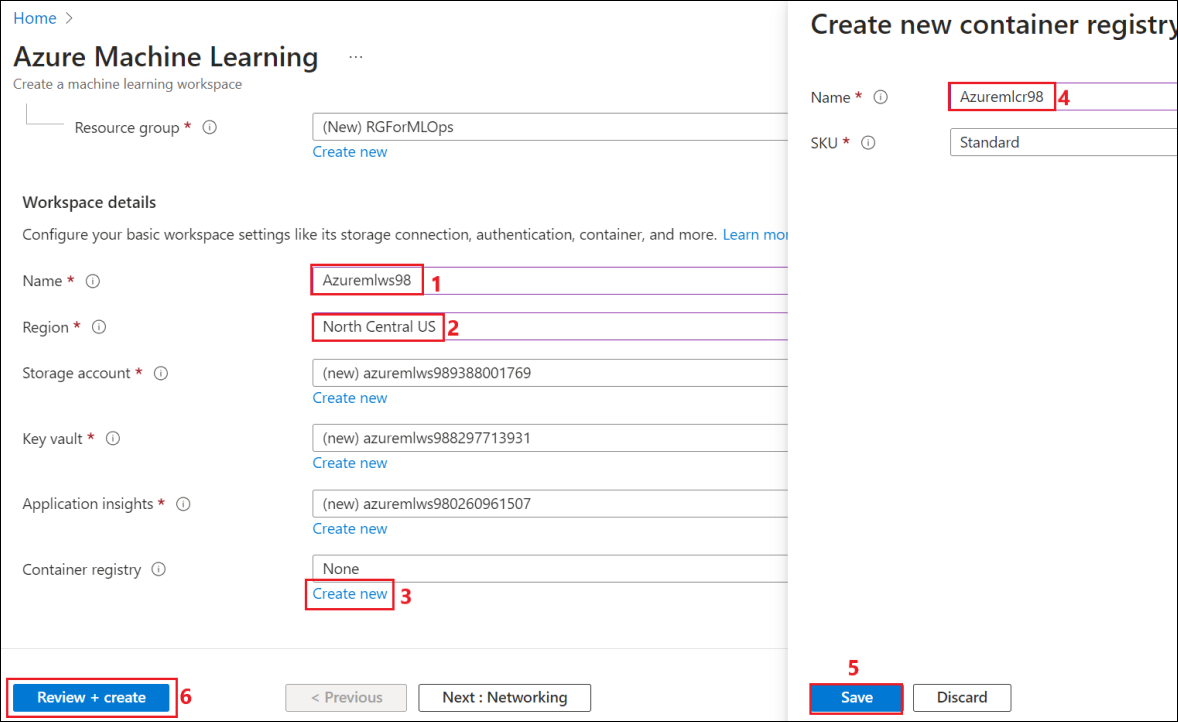 Home >
Azure Machine Learning ...
Create a machine learning workspace
Resource group * (New) RGForMLOps
Create new
Workspace details
Configure your basic workspace settings like its storage connection, authentication, container, and more. Learn mor
Name * Azuremlws98 1
Region * North Central US 2
Storage account * (new) azuremlws989388001769
Create new
Key vault * (new) azuremlws988297713931
Create new
Application insights * (new) azuremlws980260961507
Create new
Container registry None
Create new 3
Review + create 6
< Previous
Next : Networking
Create new container registry
Name * Azuremlcr98 4
SKU * Standard
5
Save
Discard